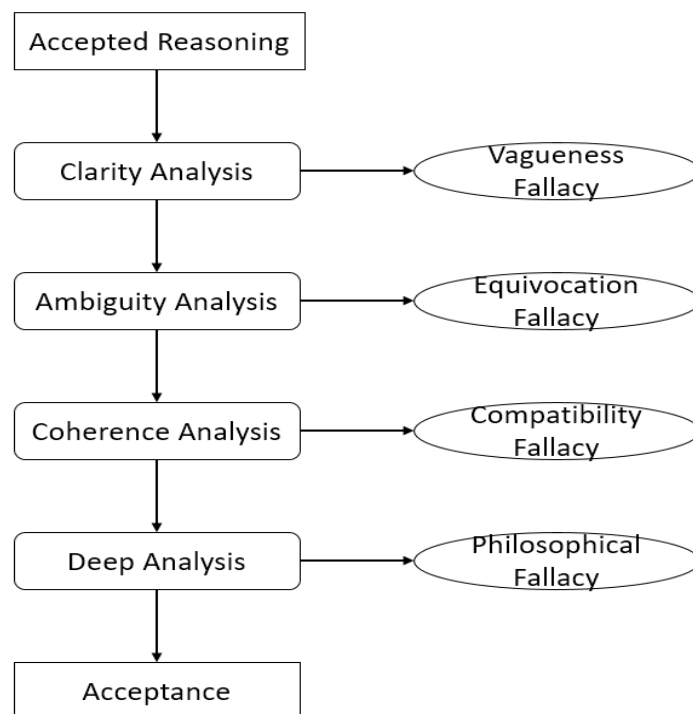 Accepted Reasoning
Clarity Analysis
Vagueness
Fallacy
Ambiguity Analysis
Equivocation
Fallacy
Coherence Analysis
Compatibility
Fallacy
Deep Analysis
Philosophical
Fallacy
Acceptance